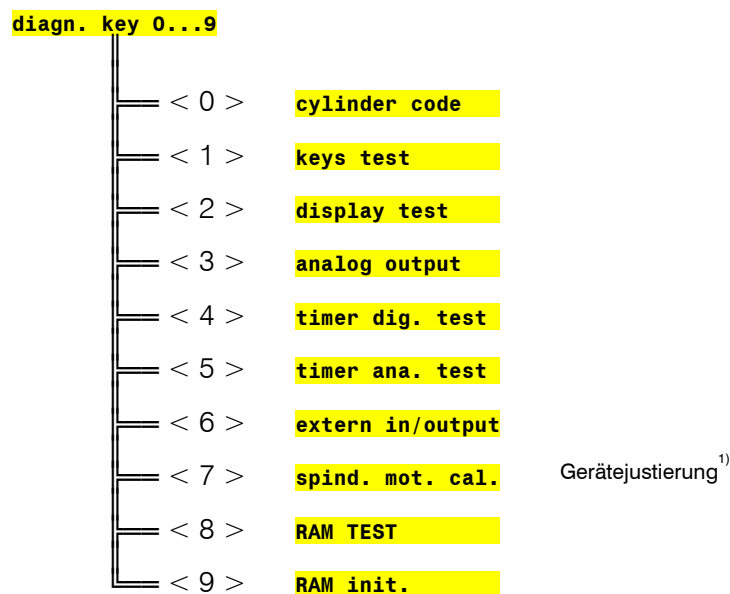 diagn. key 0...9
< 0 > cylinder code
< 1 > keys test
< 2 > display test
< 3 > analog output
< 4 > timer dig. test
< 5 > timer ana. test
< 6 > extern in/output
< 7 > spind. mot. cal. Gerätejustierung 1)
< 8 > RAM TEST
< 9 > RAM init.